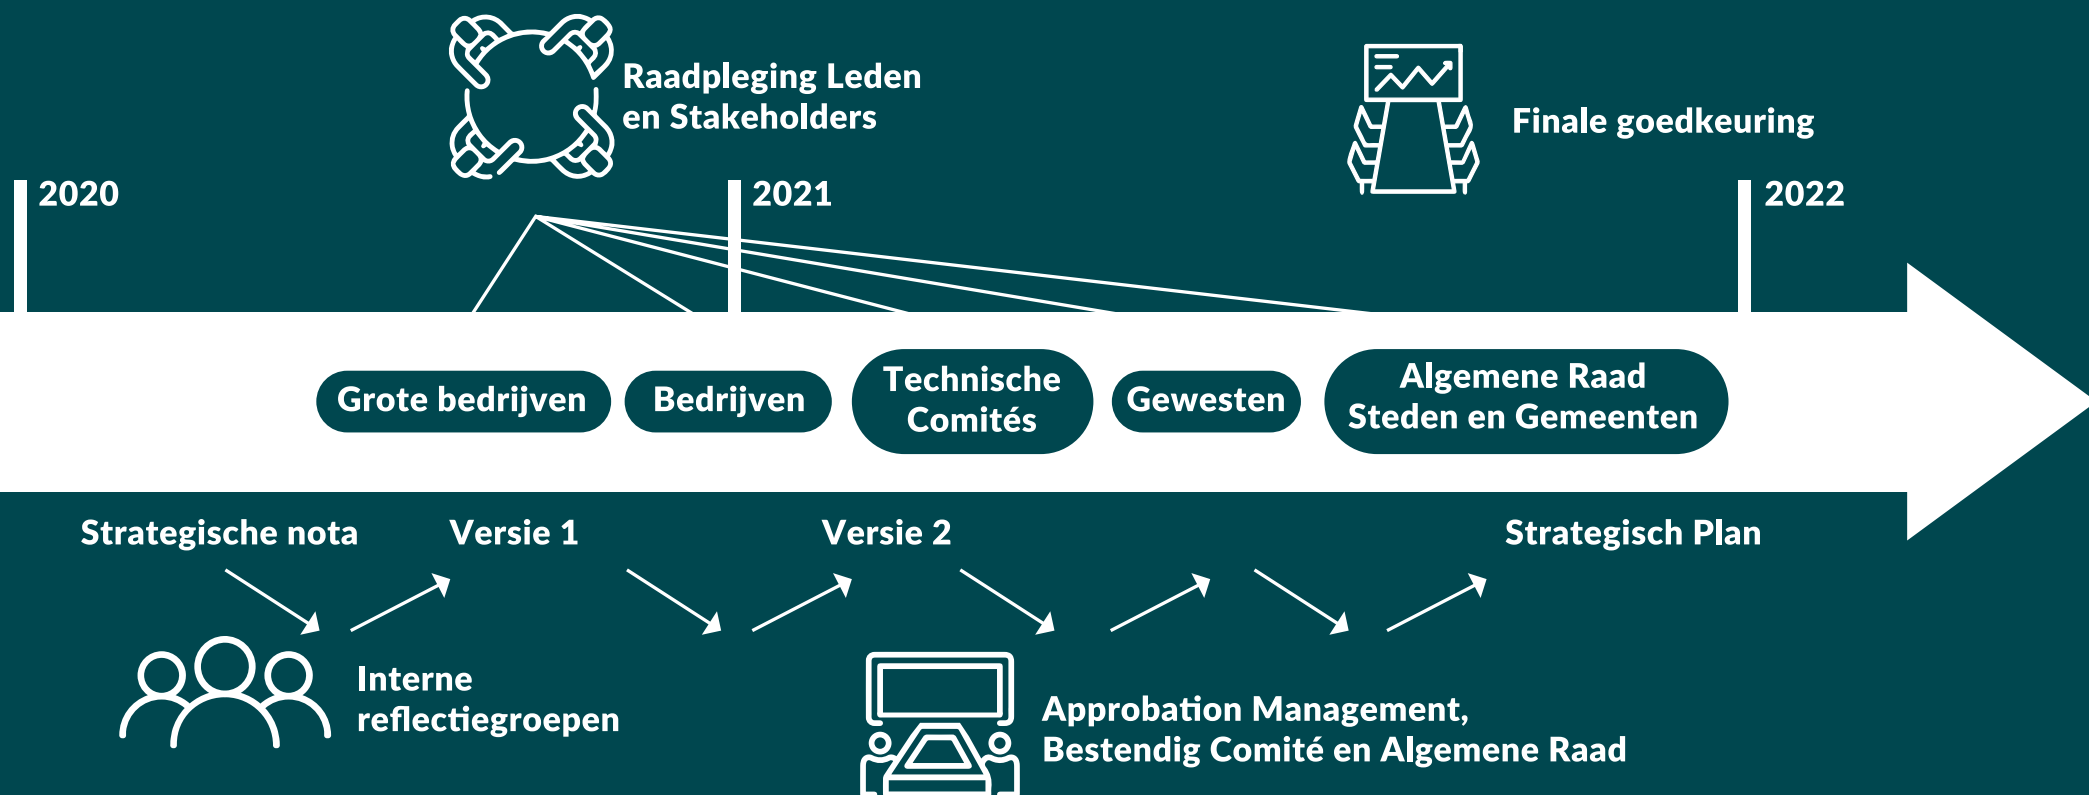 Raadpleging Leden
en Stakeholders
Finale goedkeuring
2020
2021
2022
Grote bedrijven
Bedrijven
Technische
Comités
Gewesten
Algemene Raad
Steden en Gemeenten
Strategische nota
Versie 1
Versie 2
Strategisch Plan
Interne
reflectiegroepen
Approbation Management,
Bestendig Comité en Algemene Raad